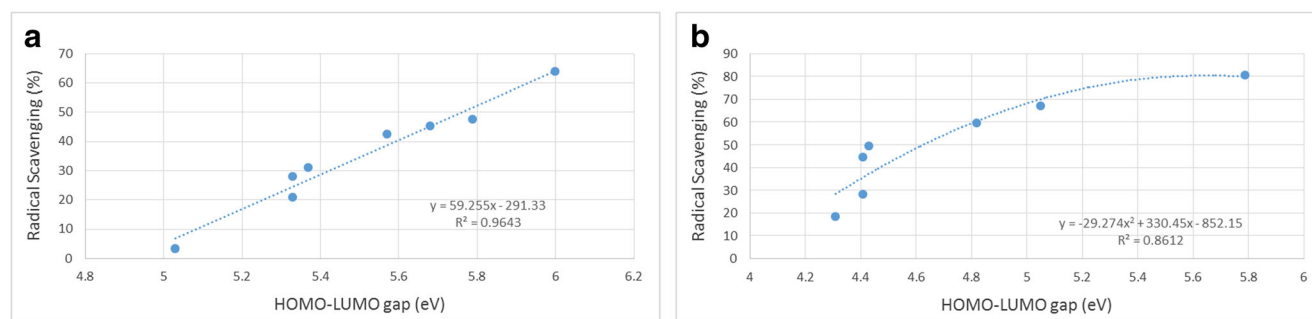 a
Radical Scavenging (%)
70
60
50
40
30
20
10
0
y = 59.255x - 291.33
R² = 0.9643
4.8 5 5.2 5.4 5.6 5.8 6 6.2
HOMO-LUMO gap (eV)
b
Radical Scavenging (%)
90
80
70
60
50
40
30
20
10
0
y = -29.274x² + 330.45x - 852.15
R² = 0.8612
4 4.2 4.4 4.6 4.8 5 5.2 5.4 5.6 5.8 6
HOMO-LUMO gap (eV)